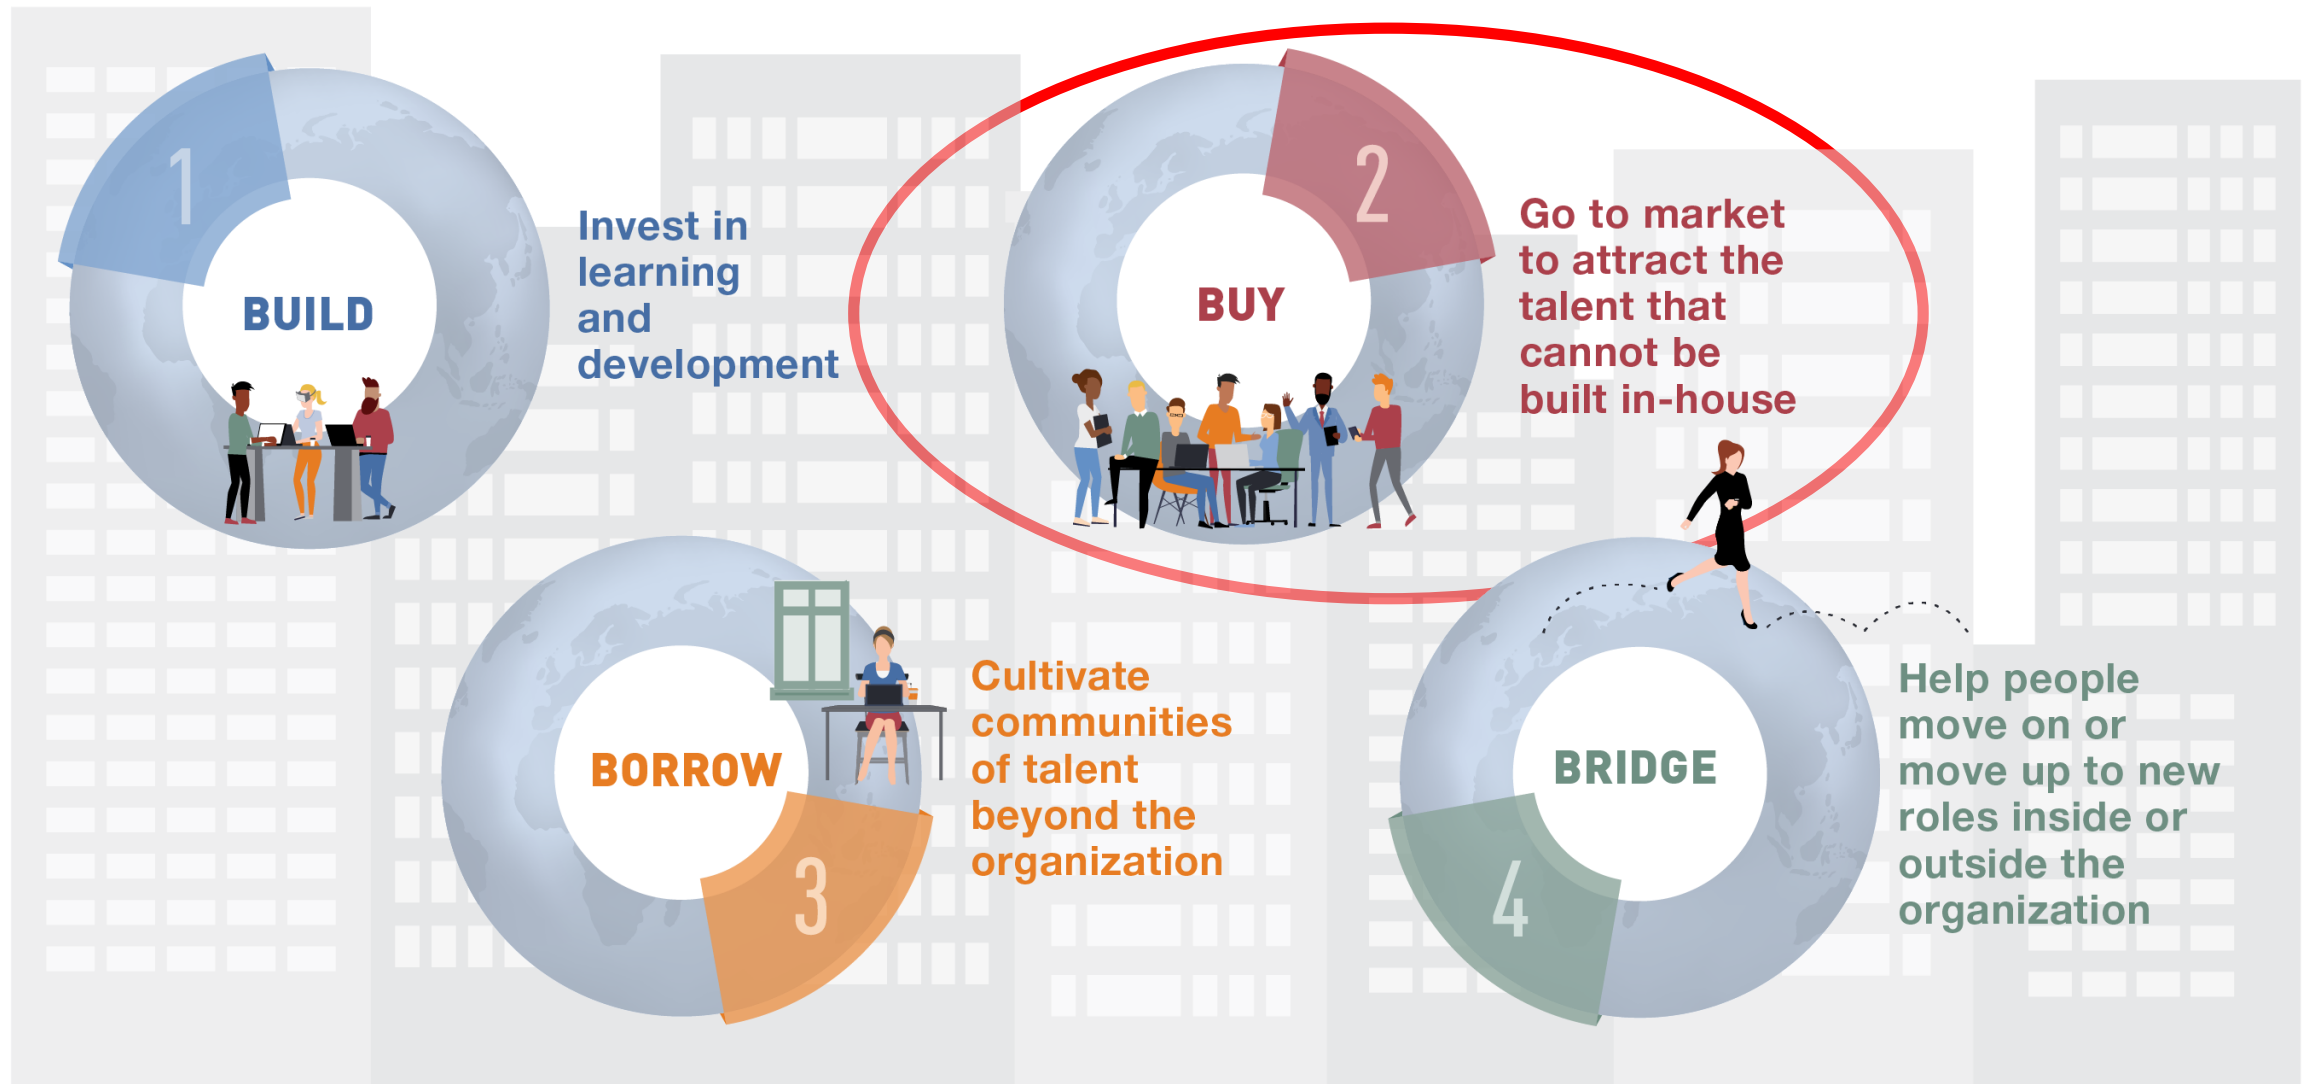 1
BUILD
Invest in
learning
and
development
2
BUY
Go to market
to attract the
talent that
cannot be
built in-house
BORROW
3
Cultivate
communities
of talent
beyond the
organization
BRIDGE
4
Help people
move on or
move up to new
roles inside or
outside the
organization